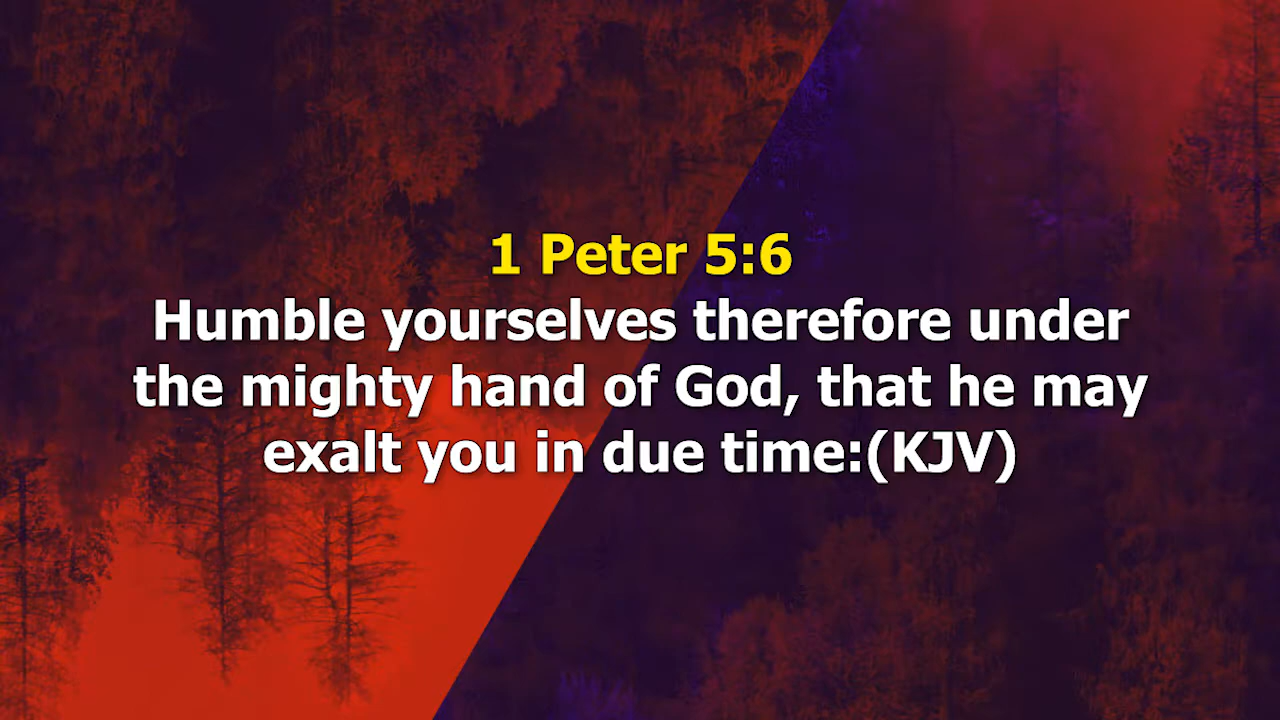 1 Peter 5:6
Humble yourselves therefore under
the mighty hand of God, that he may
exalt you in due time:(KJV)